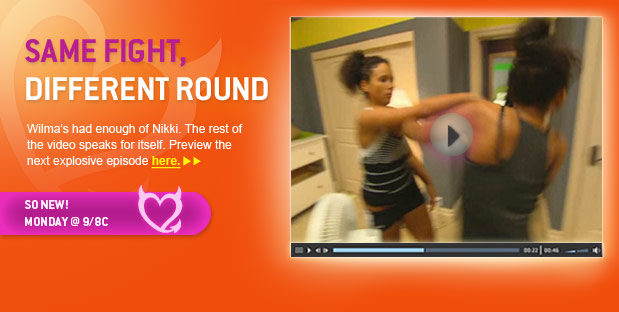 SAME FIGHT,
DIFFERENT ROUND
Wilma's had enough of Nikki. The rest of
the video speaks for itself. Preview the
next explosive episode here.
SO NEW!
MONDAY @ 9/8C
00:22 00:46